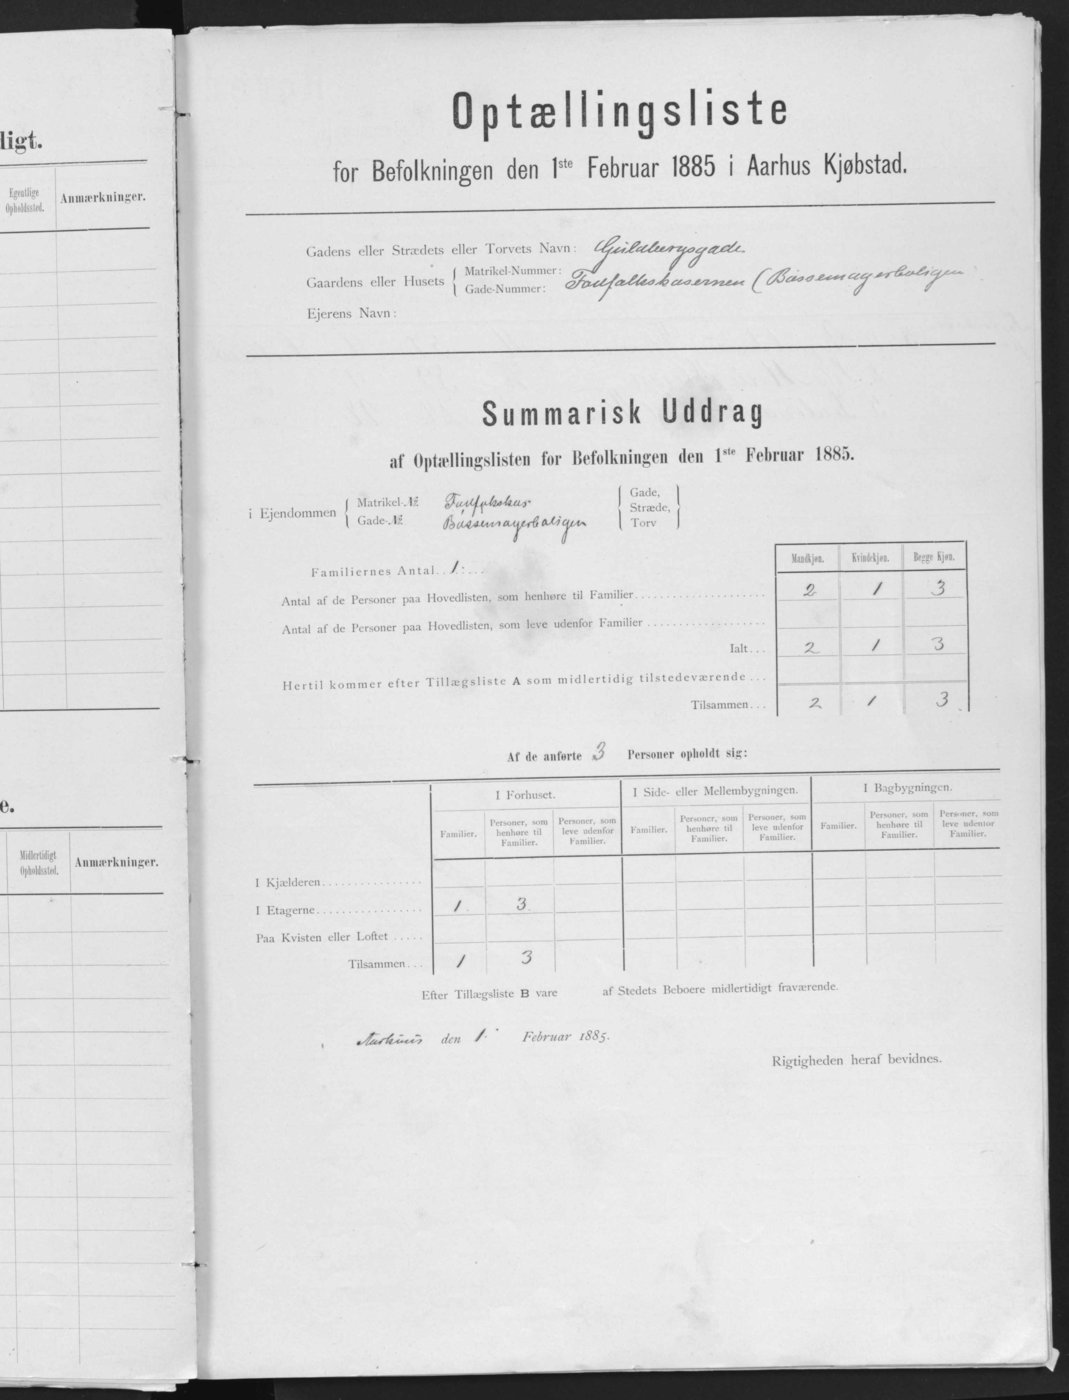 ligt.
Egentlige
Opholdssted.
Anmærkninger.
e.
Midlertidigt
Opholdssted.
Anmærkninger.
Optællingsliste
for Befolkningen den 1ste Februar 1885 i Aarhus Kjøbstad.
Gadens eller Strædets eller Torvets Navn: Guldbergsgade
Gaardens eller Husets { Matrikel-Nummer:
Gade-Nummer:
Fodfolkskasernen (Bøssemagerboligen
Ejerens Navn:
Summarisk Uddrag
af Optællingslisten for Befolkningen den 1ste Februar 1885.
i Ejendommen { Matrikel-№ Fodfolkskas { Gade, }
Gade-№ Bøssemagerboligen Stræde,
Torv
Mandkjøn. Kvindekjøn. Begge Kjøn.
Familiernes Antal. . 1: . . .
Antal af de Personer paa Hovedlisten, som henhøre til Familier 2 1 3
Antal af de Personer paa Hovedlisten, som leve udenfor Familier
Ialt... 2 1 3
Hertil kommer efter Tillægsliste A som midlertidig tilstedeværende ...
Tilsammen... 2 1 3
Af de anførte 3 Personer opholdt sig:
I Forhuset. I Side- eller Mellembygningen. I Bagbygningen.
Familier. Personer, som henhøre til Familier. Personer, som leve udenfor Familier. Familier. Personer, som henhøre til Familier. Personer, som leve udenfor Familier. Familier. Personer, som henhøre til Familier. Personer, som leve udenfor Familier.
I Kjælderen
I Etagerne 1 3
Paa Kvisten eller Loftet
Tilsammen... 1 3
Efter Tillægsliste B vare af Stedets Beboere midlertidigt fraværende.
Aarhuus den 1. Februar 1885.
Rigtigheden heraf bevidnes.